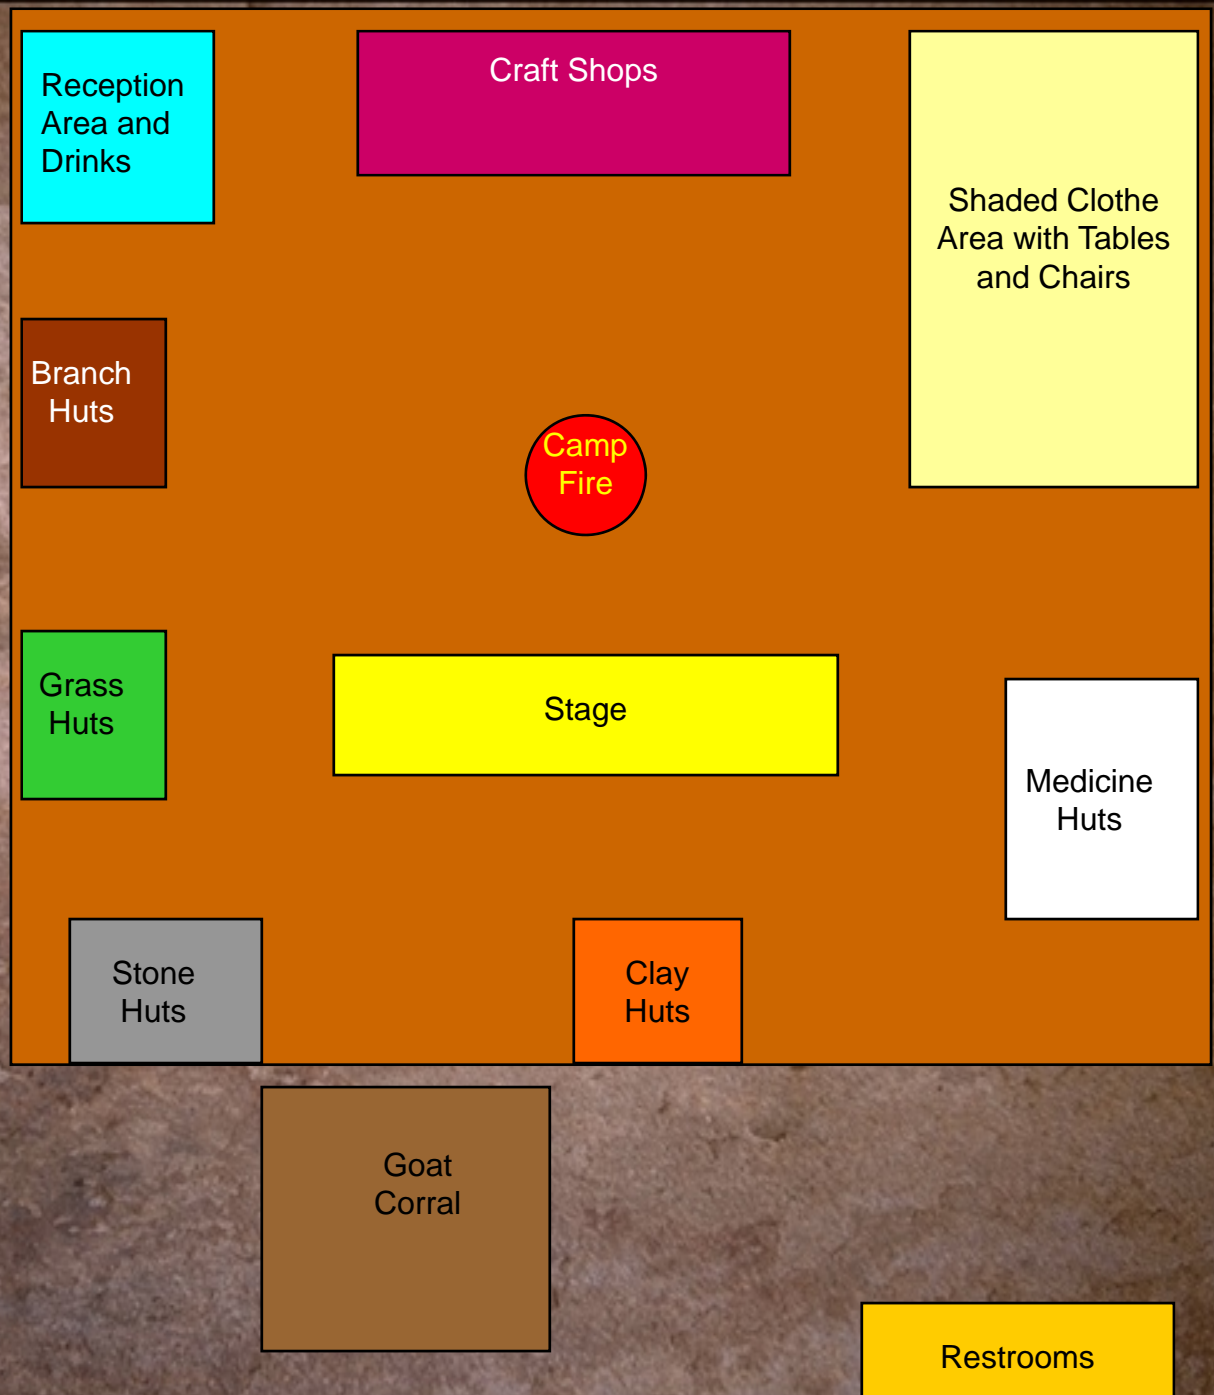 Craft Shops
Reception
Area and
Drinks
Shaded Clothe
Area with Tables
and Chairs
Branch
Huts
Camp
Fire
Grass
Huts
Stage
Medicine
Huts
Stone
Huts
Clay
Huts
Goat
Corral
Restrooms